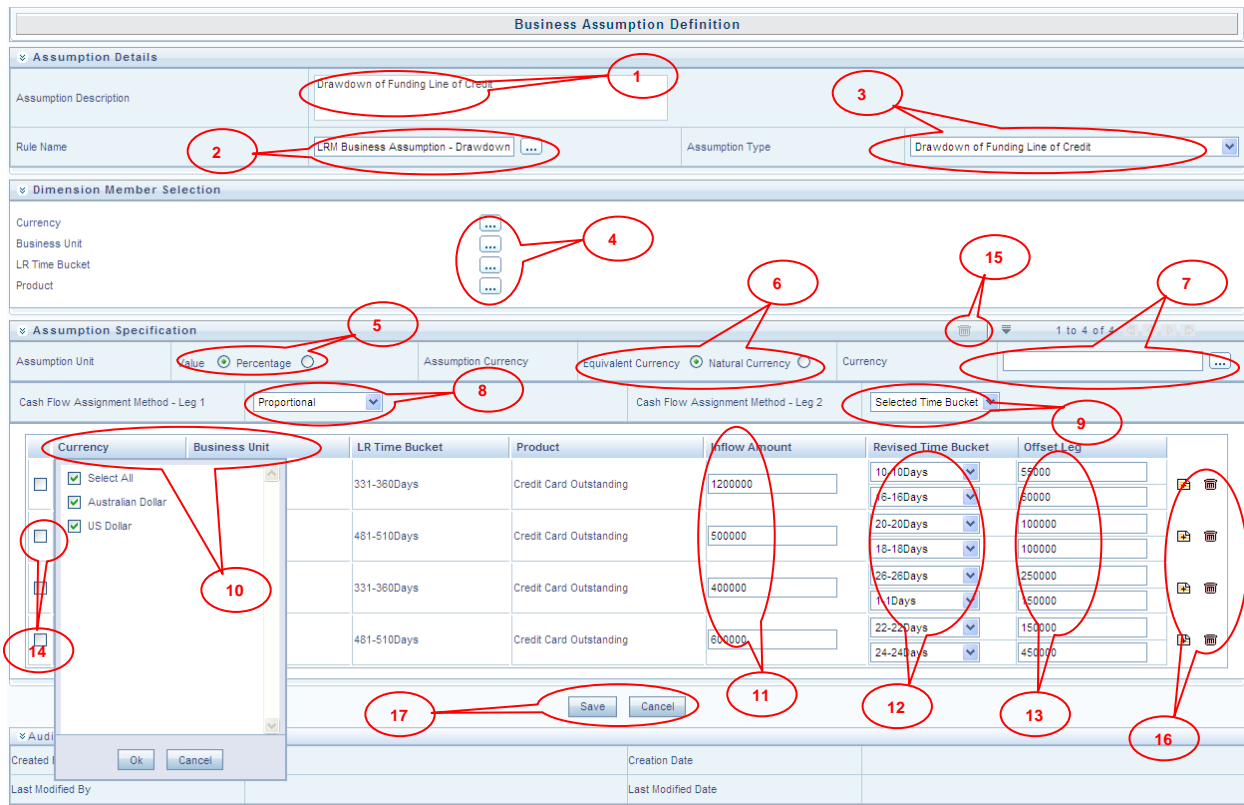 Business Assumption Definition
Assumption Details
1
Assumption Description
Drawdown of Funding Line of Credit
3
Rule Name
2
LRM Business Assumption - Drawdown
...
Assumption Type
Drawdown of Funding Line of Credit
Dimension Member Selection
Currency
...
Business Unit
...
4
LR Time Bucket
...
Product
...
15
6
7
Assumption Specification
5
1 to 4 of 4
Assumption Unit
Value
Percentage
Assumption Currency
Equivalent Currency
Natural Currency
Currency
...
Cash Flow Assignment Method - Leg 1
Proportional
8
Cash Flow Assignment Method - Leg 2
Selected Time Bucket
9
Currency
Business Unit
LR Time Bucket
Product
Inflow Amount
Revised Time Bucket
Offset Leg
Select All
Australian Dollar
US Dollar
331-360Days
Credit Card Outstanding
1200000
10-10Days
55000
16-16Days
481-510Days
Credit Card Outstanding
500000
20-20Days
100000
18-18Days
100000
10
331-360Days
Credit Card Outstanding
400000
26-26Days
250000
1-1Days
150000
14
481-510Days
Credit Card Outstanding
600000
22-22Days
150000
24-24Days
450000
11
12
13
16
17
Save
Cancel
Audi
Ok
Cancel
Created
Creation Date
Last Modified By
Last Modified Date